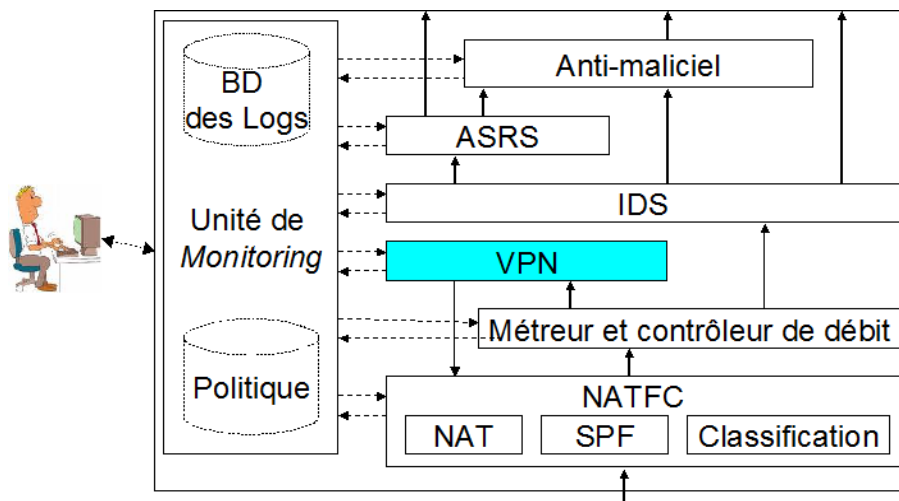 BD
des Logs
Unité de
Monitoring
Politique
Anti-maliciel
ASRS
IDS
VPN
Métreur et contrôleur de débit
NATFC
NAT
SPF
Classification